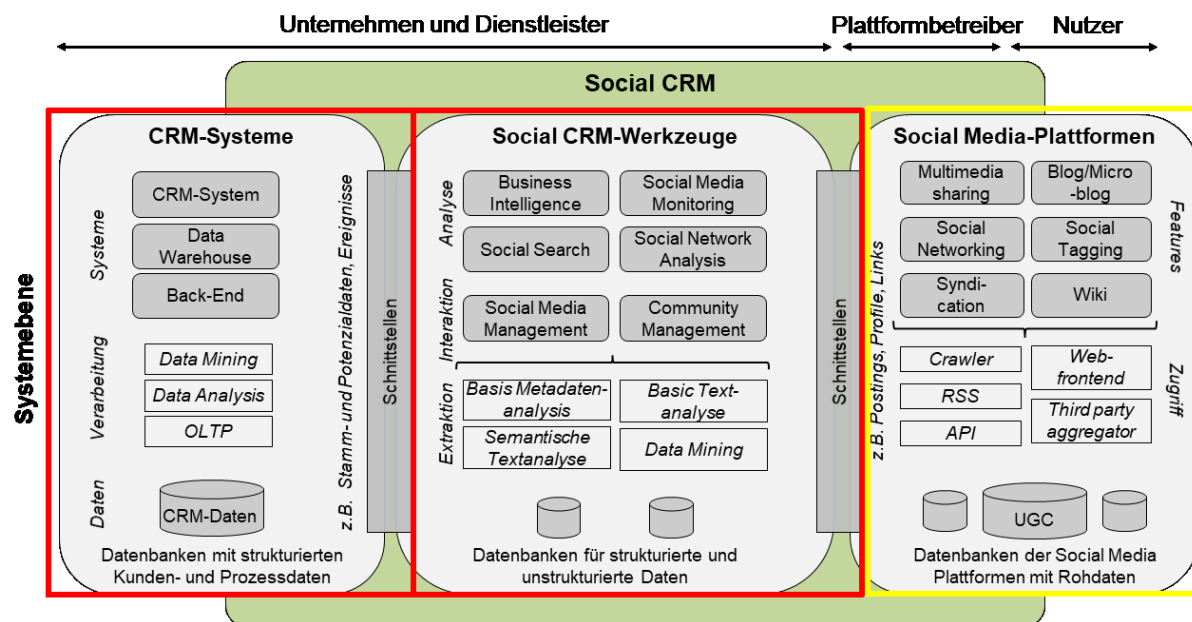 Unternehmen und Dienstleister
Plattformbetreiber
Nutzer
Social CRM
Systemebene
CRM-Systeme
Systeme
CRM-System
Data
Warehouse
Back-End
Verarbeitung
Data Mining
Data Analysis
OLTP
Daten
CRM-Daten
Datenbanken mit strukturierten
Kunden- und Prozessdaten
z.B. Stamm- und Potenzialdaten, Ereignisse
Schnittstellen
Social CRM-Werkzeuge
Analyse
Business
Intelligence
Social Media
Monitoring
Social Search
Social Network
Analysis
Interaktion
Social Media
Management
Community
Management
Extraktion
Basis Metadaten-
analysis
Basic Text-
analyse
Semantische
Textanalyse
Data Mining
Datenbanken für strukturierte und
unstrukturierte Daten
Schnittstellen
z.B. Postings, Profile, Links
Social Media-Plattformen
Multimedia
sharing
Blog/Micro
-blog
Social
Networking
Social
Tagging
Syndi-
cation
Wiki
Features
Crawler
RSS
API
Web-
frontend
Third party
aggregator
Zugriff
UGC
Datenbanken der Social Media
Plattformen mit Rohdaten